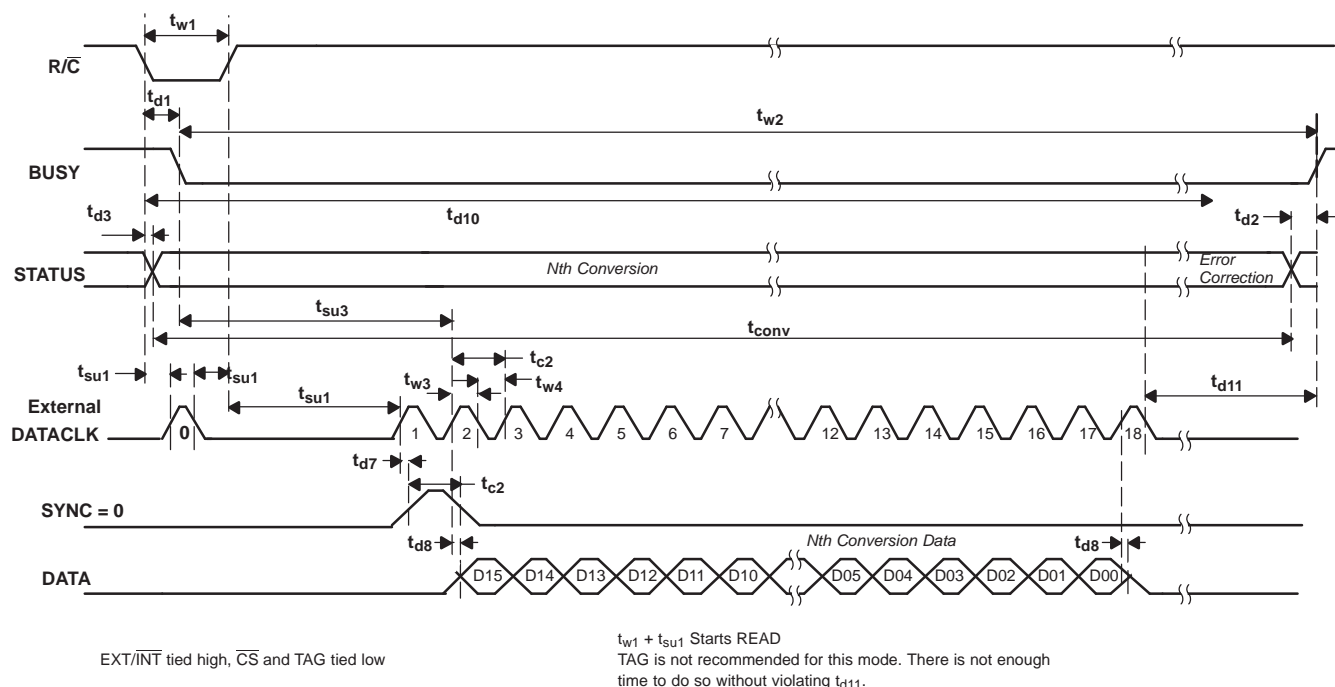 tw1
R/C̅
td1
tw2
BUSY
td3
td10
td2
STATUS
Nth Conversion
Error
Correction
tsu3
tconv
tc2
tsu1
tsu1
tw3
tw4
tsu1
td11
External
DATACLK
0 1 2 3 4 5 6 7 12 13 14 15 16 17 18
td7
tc2
SYNC = 0
td8
Nth Conversion Data
td8
DATA
D15 D14 D13 D12 D11 D10 D05 D04 D03 D02 D01 D00
EXT/I̅N̅T̅ tied high, C̅S̅ and TAG tied low
tw1 + tsu1 Starts READ
TAG is not recommended for this mode. There is not enough
time to do so without violating td11.